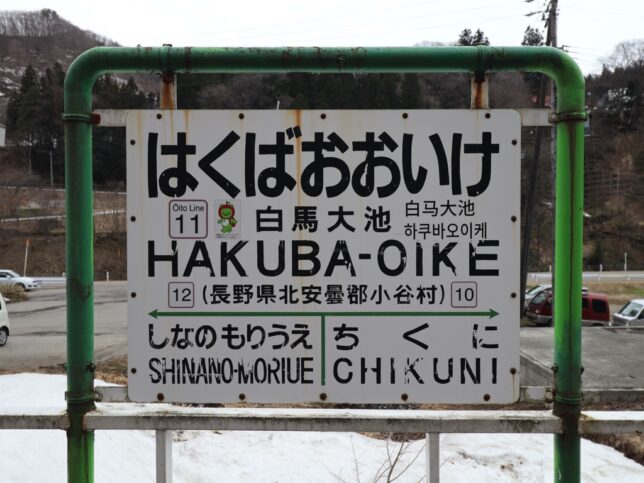 はくばおおいけ
Ōito Line
11
白馬大池
白马大池
하쿠바오이케
HAKUBA-OIKE
12 (長野県北安曇郡小谷村) 10
しなのもりうえ ちくに
SHINANO-MORIUE CHIKUNI